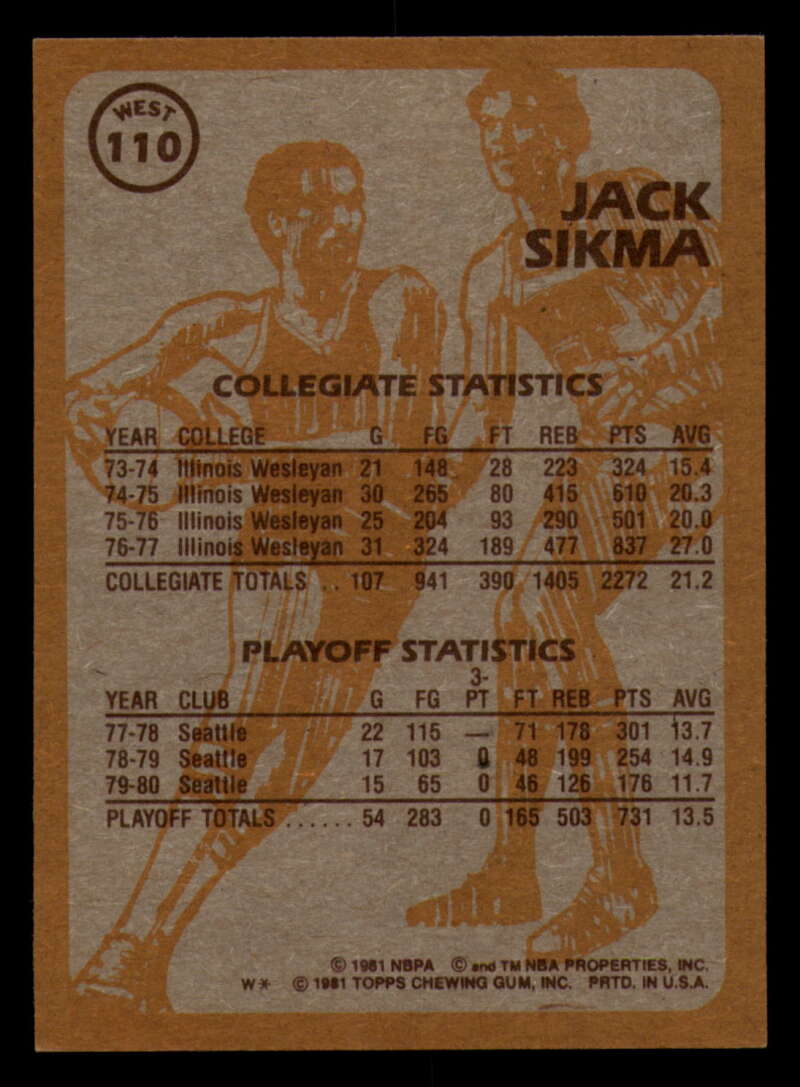 WEST
110
JACK
SIKMA
COLLEGIATE STATISTICS
YEAR COLLEGE G FG FT REB PTS AVG
73-74 Illinois Wesleyan 21 148 28 223 324 15.4
74-75 Illinois Wesleyan 30 265 80 415 610 20.3
75-76 Illinois Wesleyan 25 204 93 290 501 20.0
76-77 Illinois Wesleyan 31 324 189 477 837 27.0
COLLEGIATE TOTALS .. 107 941 390 1405 2272 21.2
PLAYOFF STATISTICS
3-
YEAR CLUB G FG PT FT REB PTS AVG
77-78 Seattle 22 115 — 71 178 301 13.7
78-79 Seattle 17 103 0 48 199 254 14.9
79-80 Seattle 15 65 0 46 126 176 11.7
PLAYOFF TOTALS ...... 54 283 0 165 503 731 13.5
© 1981 NBPA © and TM NBA PROPERTIES, INC.
W* © 1981 TOPPS CHEWING GUM, INC. PRTD. IN U.S.A.